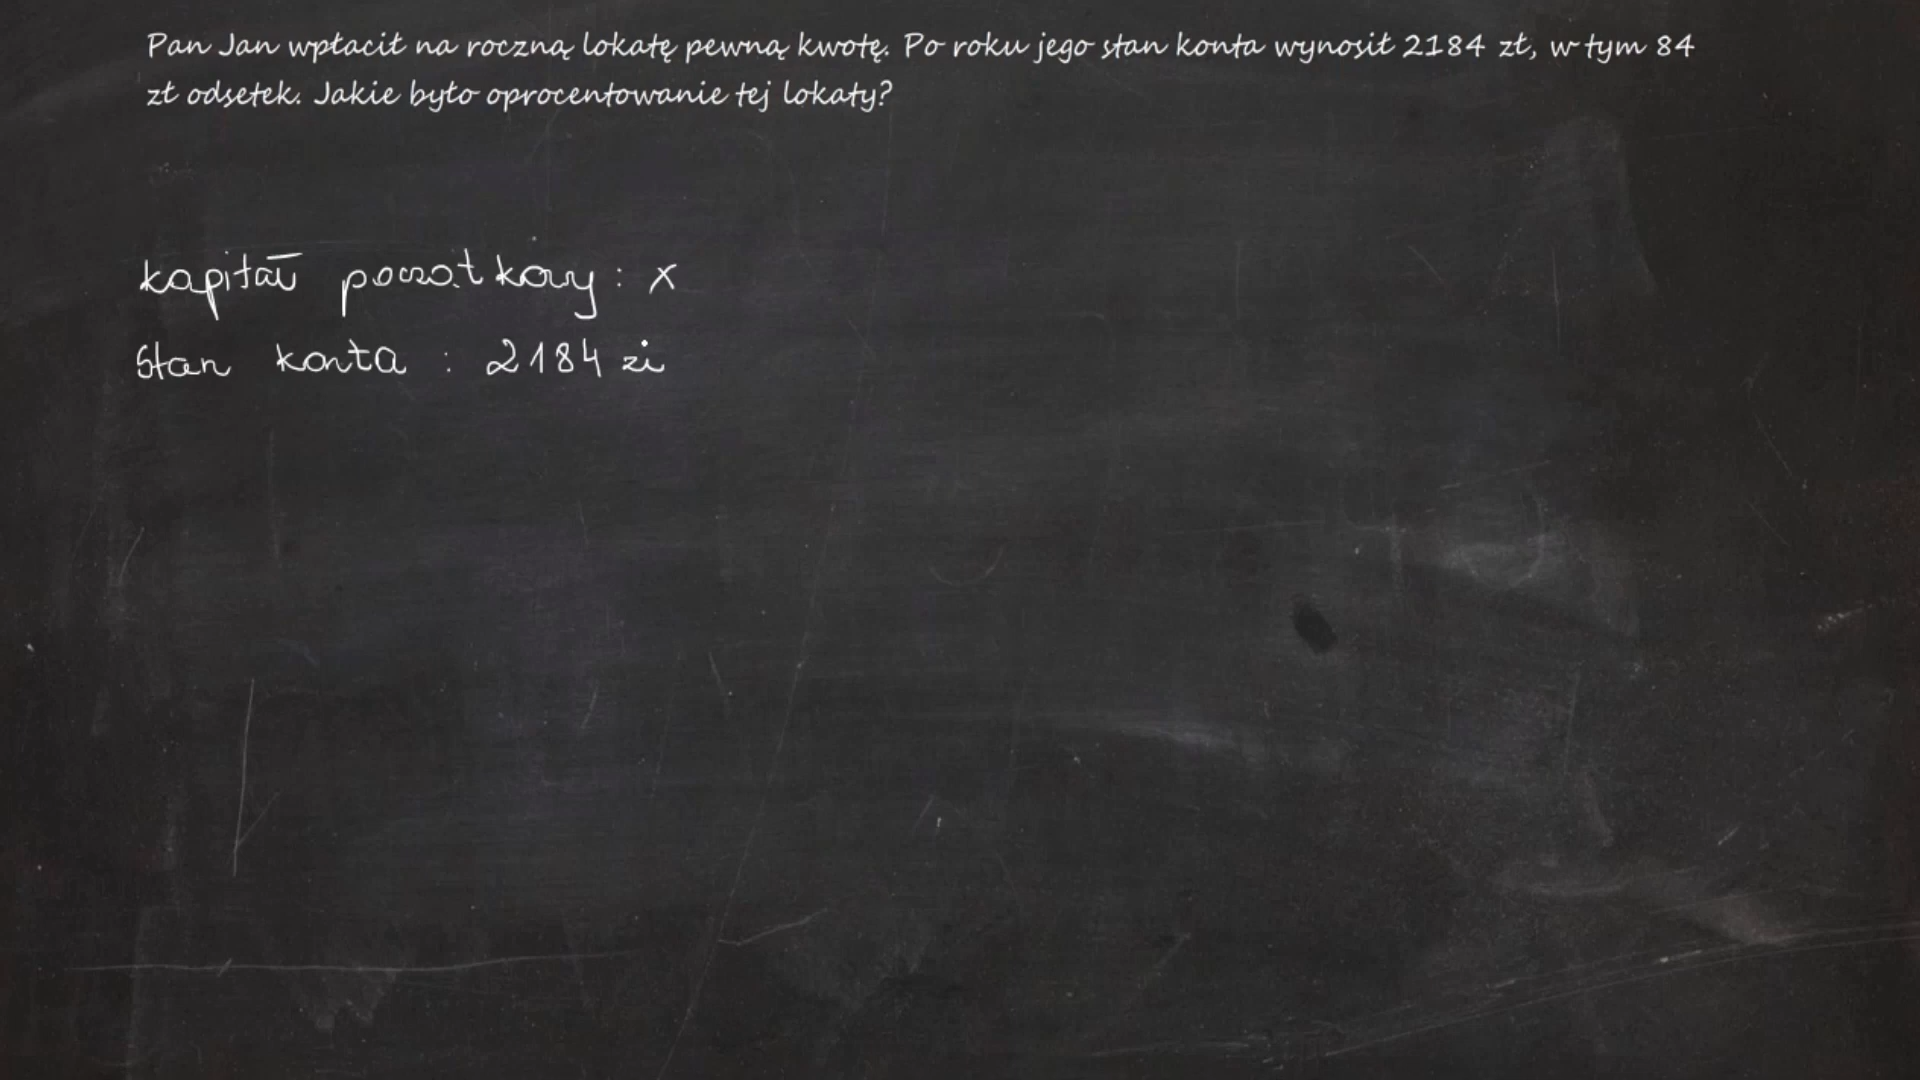 Pan Jan wpłacił na roczną lokatę pewną kwotę. Po roku jego stan konta wynosił 2184 zł, w tym 84
zł odsetek. Jakie było oprocentowanie tej lokaty?
kapitał początkowy: x
Stan konta : 2184 zł